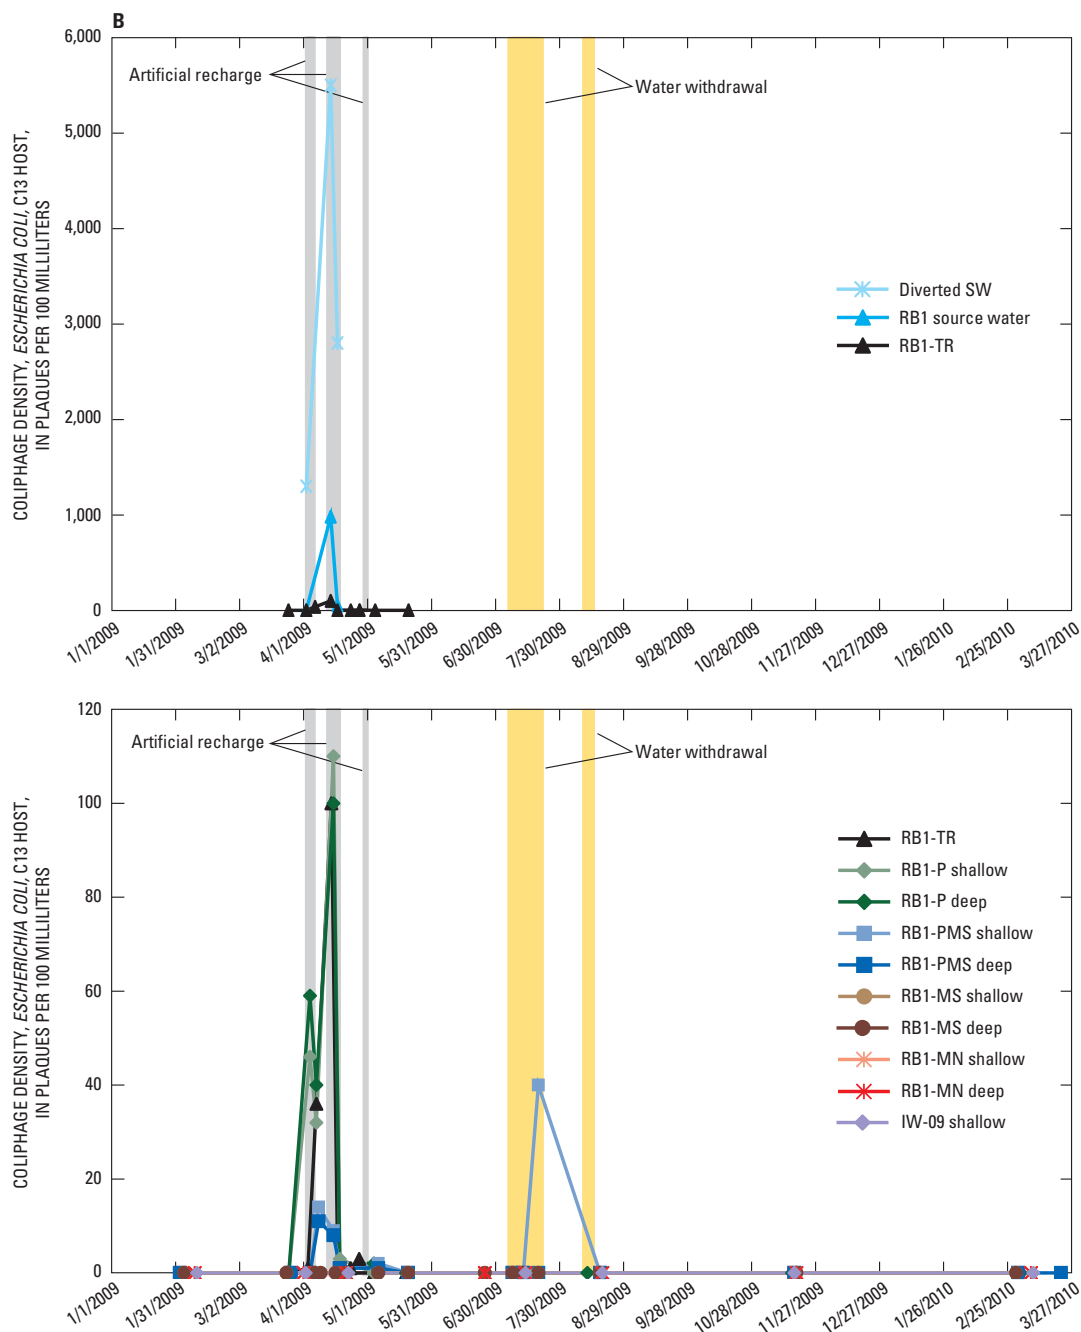 B
6,000
5,000
4,000
3,000
2,000
1,000
0
COLIPHAGE DENSITY, ESCHERICHIA COLI, C13 HOST,
IN PLAQUES PER 100 MILLILITERS
Artificial recharge
Water withdrawal
Diverted SW
RB1 source water
RB1-TR
1/1/2009
1/31/2009
3/2/2009
4/1/2009
5/1/2009
5/31/2009
6/30/2009
7/30/2009
8/29/2009
9/28/2009
10/28/2009
11/27/2009
12/27/2009
1/26/2010
2/25/2010
3/27/2010
120
100
80
60
40
20
0
COLIPHAGE DENSITY, ESCHERICHIA COLI, C13 HOST,
IN PLAQUES PER 100 MILLILITERS
Artificial recharge
Water withdrawal
RB1-TR
RB1-P shallow
RB1-P deep
RB1-PMS shallow
RB1-PMS deep
RB1-MS shallow
RB1-MS deep
RB1-MN shallow
RB1-MN deep
IW-09 shallow
1/1/2009
1/31/2009
3/2/2009
4/1/2009
5/1/2009
5/31/2009
6/30/2009
7/30/2009
8/29/2009
9/28/2009
10/28/2009
11/27/2009
12/27/2009
1/26/2010
2/25/2010
3/27/2010